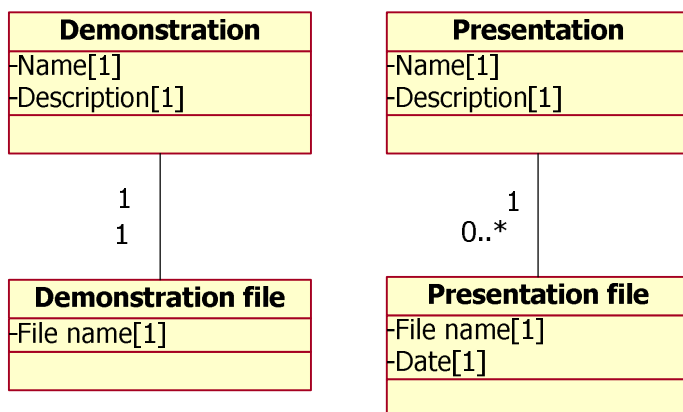 Demonstration
-Name[1]
-Description[1]
1
1
Demonstration file
-File name[1]
Presentation
-Name[1]
-Description[1]
1
0..*
Presentation file
-File name[1]
-Date[1]